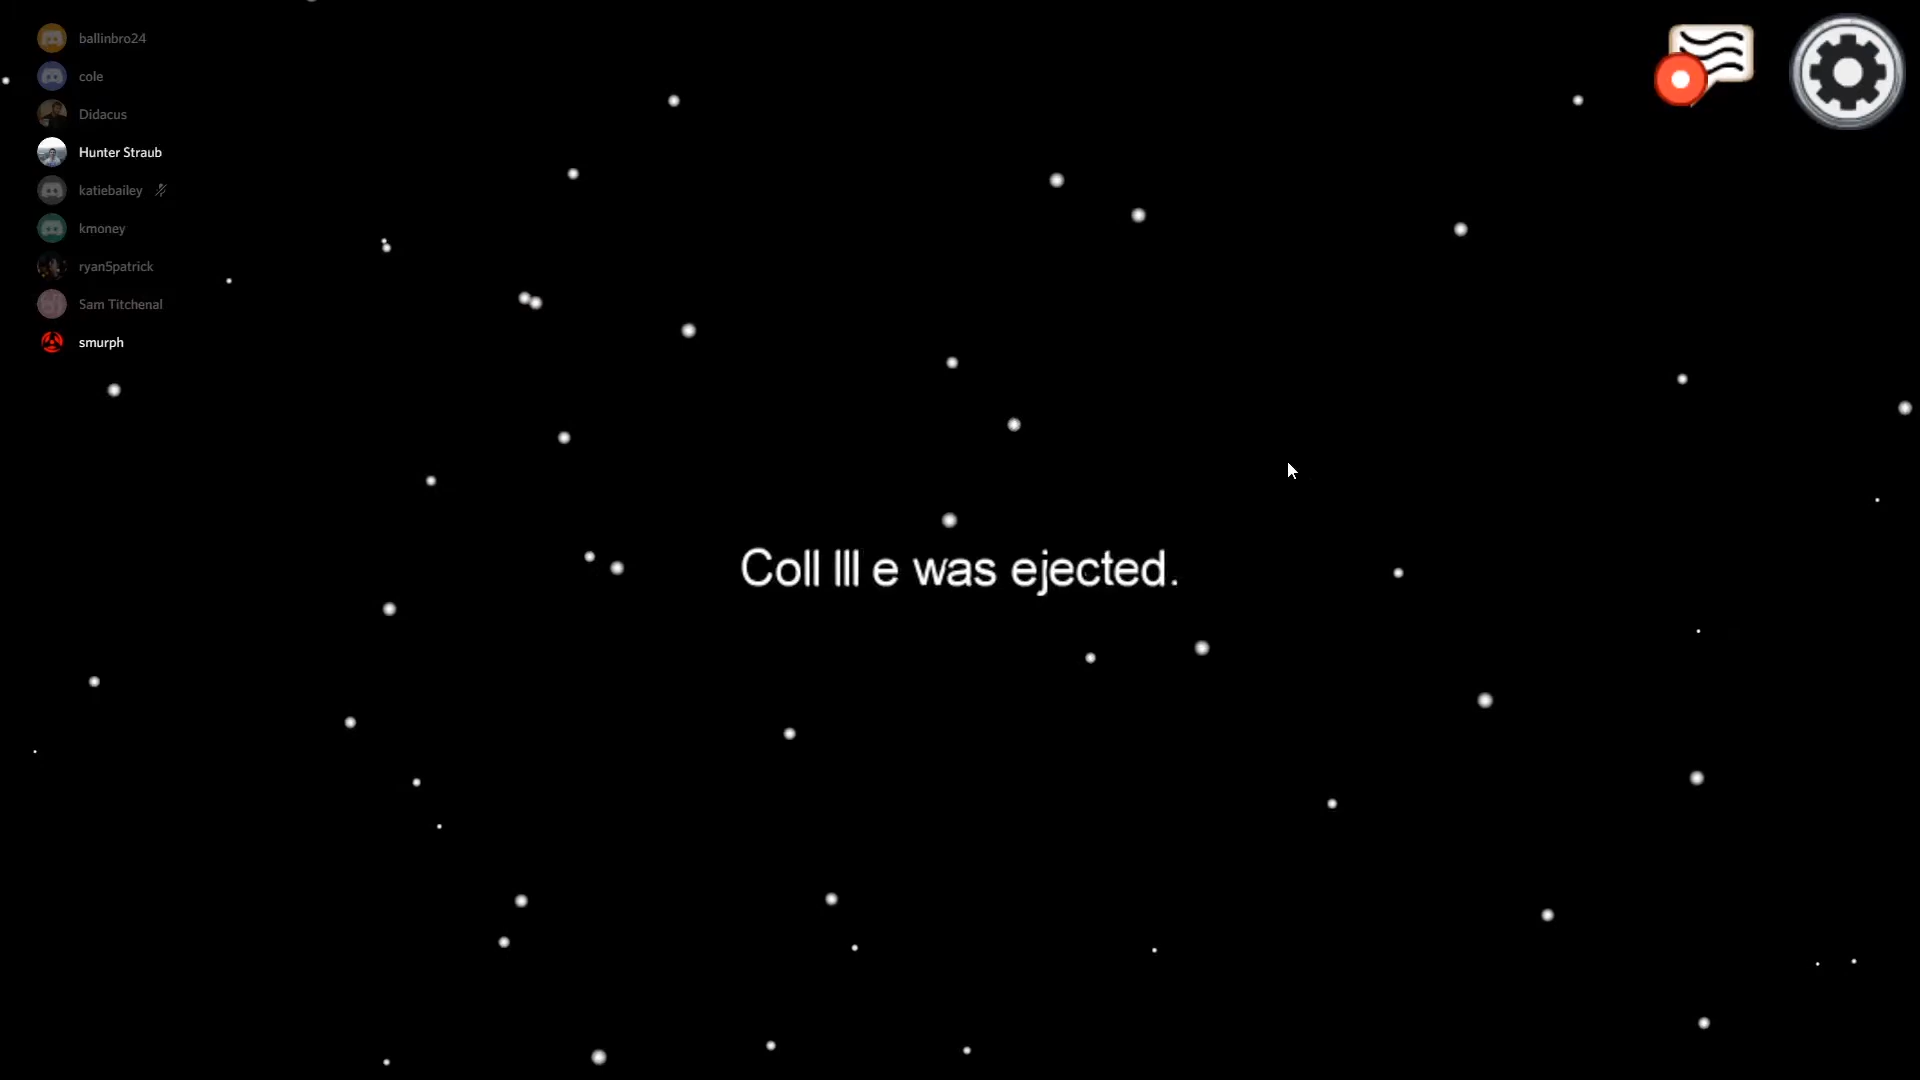 ballinbro24
cole
Didacus
Hunter Straub
katiebailey
kmoney
ryan5patrick
Sam Titchenal
smurph
Coll lll e was ejected.